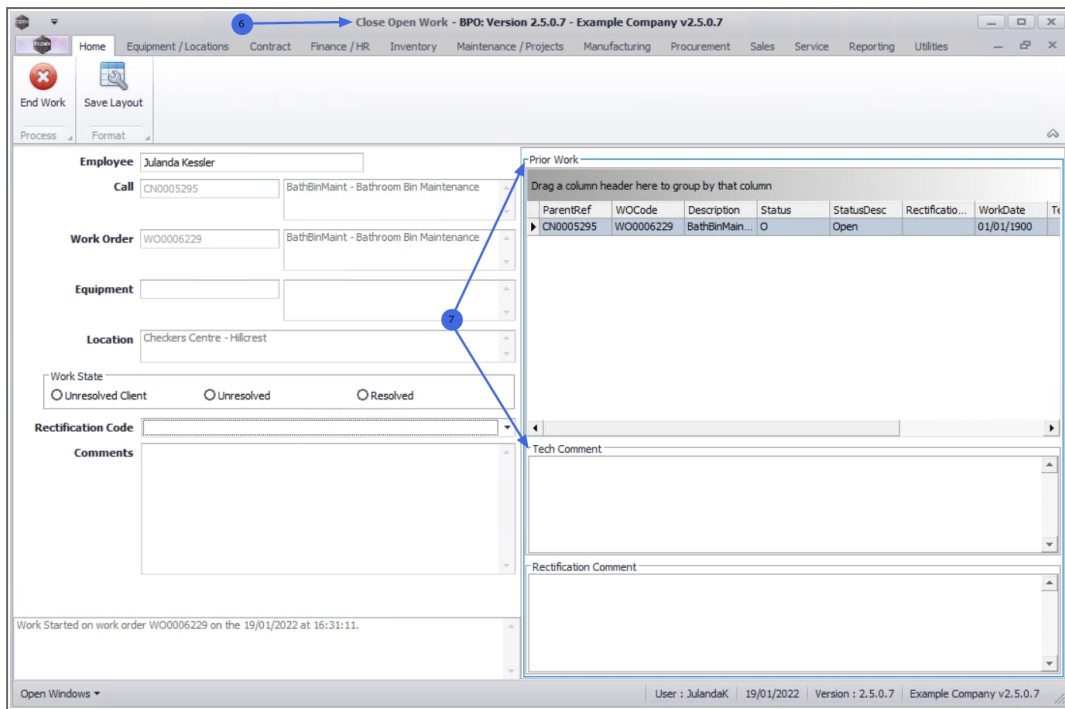 6
Close Open Work - BPO: Version 2.5.0.7 - Example Company v2.5.0.7
Home Equipment / Locations Contract Finance / HR Inventory Maintenance / Projects Manufacturing Procurement Sales Service Reporting Utilities
End Work Save Layout
Process Format
Employee Julanda Kessler
Call CN0005295 BathBinMaint - Bathroom Bin Maintenance
Work Order WO0006229 BathBinMaint - Bathroom Bin Maintenance
Equipment
Location Checkers Centre - Hillcrest
Work State
Unresolved Client Unresolved Resolved
Rectification Code
Comments
Work Started on work order WO0006229 on the 19/01/2022 at 16:31:11.
7
Prior Work
Drag a column header here to group by that column
ParentRef WOCode Description Status StatusDesc Rectificatio... WorkDate Te
CN0005295 WO0006229 BathBinMain... O Open 01/01/1900
Tech Comment
Rectification Comment
Open Windows User : JulandaK 19/01/2022 Version : 2.5.0.7 Example Company v2.5.0.7